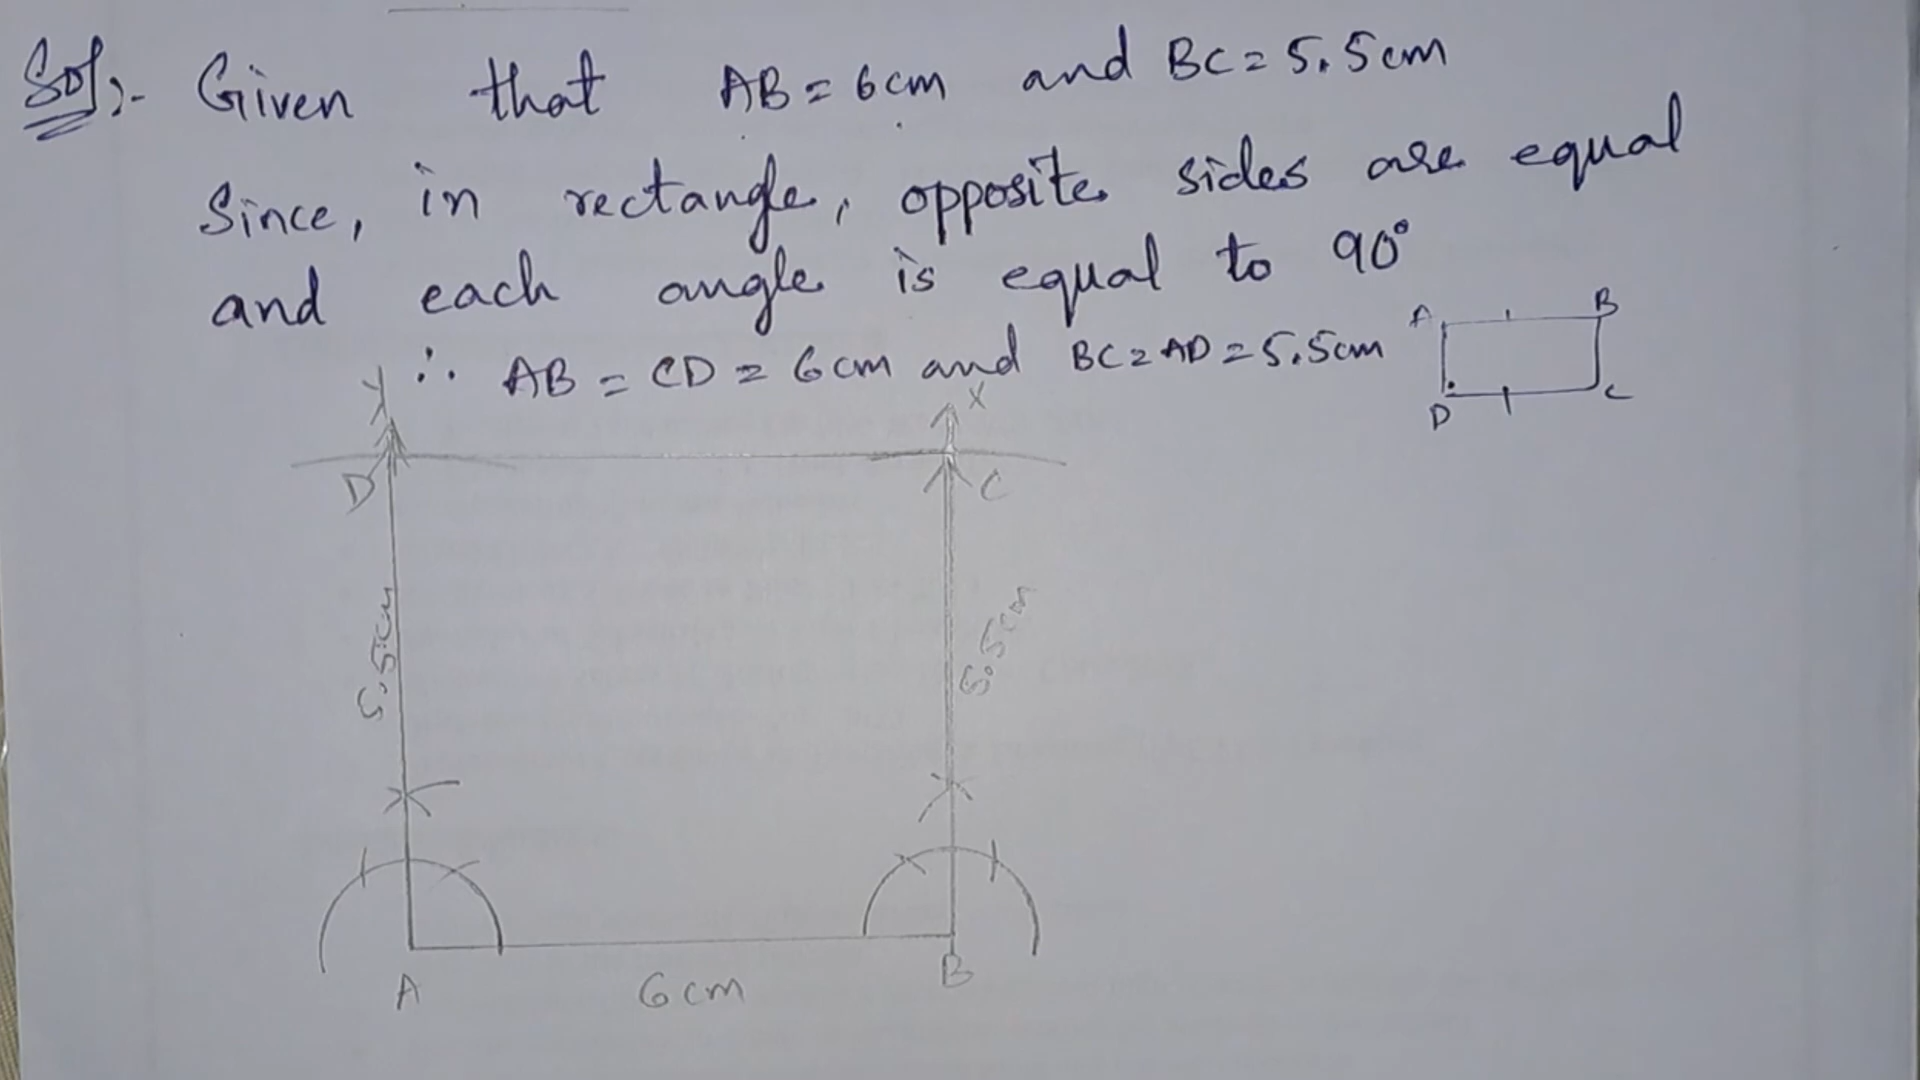 Sol:- Given that AB = 6cm and BC = 5.5cm
Since, in rectangle, opposite sides are equal
and each angle is equal to 90°
∴ AB = CD = 6cm and BC = AD = 5.5cm
A B
D C
Y X
D C
5.5cm 5.5cm
A 6cm B